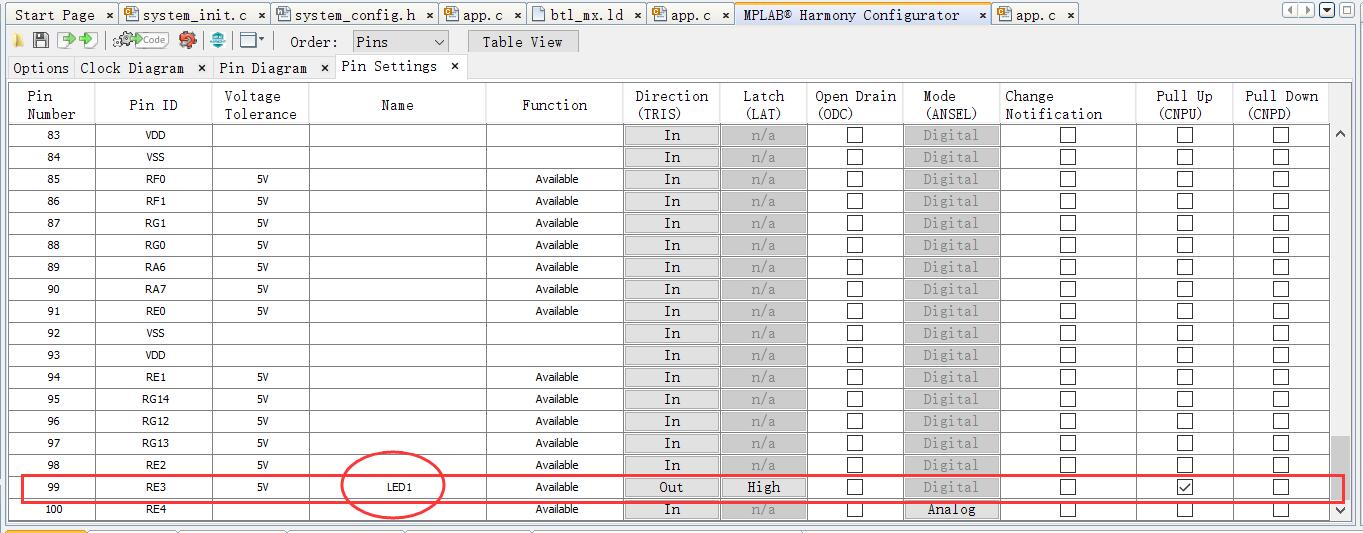 Start Page system_init.c system_config.h app.c btl_mx.ld app.c MPLAB® Harmony Configurator app.c
Code Order: Pins Table View
Options Clock Diagram Pin Diagram Pin Settings
Pin Number Pin ID Voltage Tolerance Name Function Direction (TRIS) Latch (LAT) Open Drain (ODC) Mode (ANSEL) Change Notification Pull Up (CNPU) Pull Down (CNPD)
83 VDD In n/a Digital
84 VSS In n/a Digital
85 RF0 5V Available In n/a Digital
86 RF1 5V Available In n/a Digital
87 RG1 5V Available In n/a Digital
88 RG0 5V Available In n/a Digital
89 RA6 5V Available In n/a Digital
90 RA7 5V Available In n/a Digital
91 RE0 5V Available In n/a Digital
92 VSS In n/a Digital
93 VDD In n/a Digital
94 RE1 5V Available In n/a Digital
95 RG14 5V Available In n/a Digital
96 RG12 5V Available In n/a Digital
97 RG13 5V Available In n/a Digital
98 RE2 5V Available In n/a Digital
99 RE3 5V LED1 Available Out High Digital
100 RE4 Available In n/a Analog